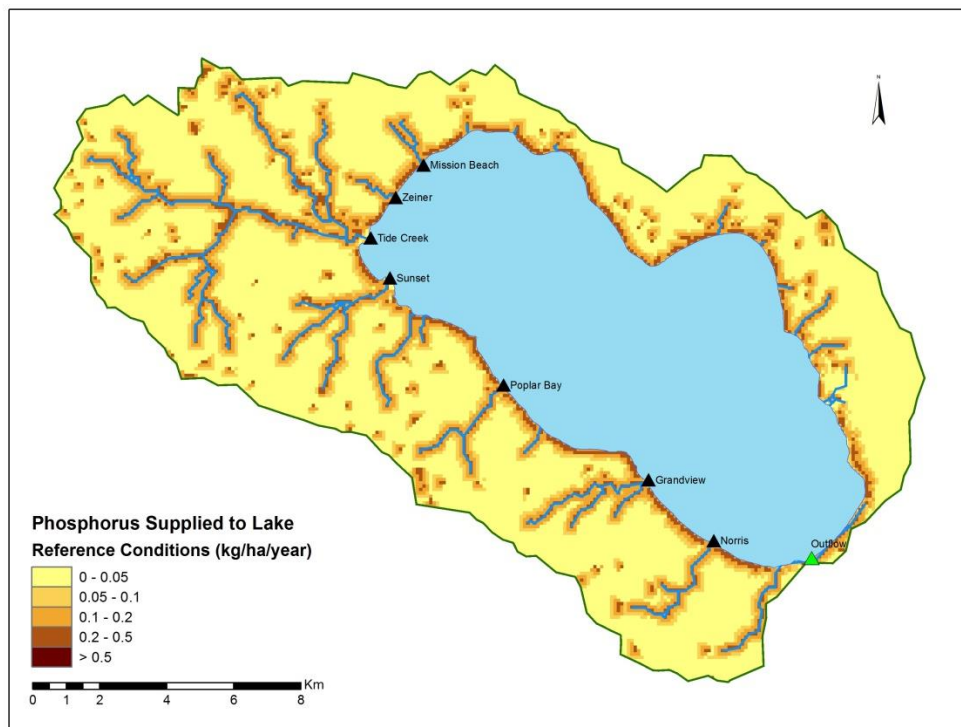 N
Mission Beach
Zeiner
Tide Creek
Sunset
Poplar Bay
Grandview
Norris
Outflow
Phosphorus Supplied to Lake
Reference Conditions (kg/ha/year)
0 - 0.05
0.05 - 0.1
0.1 - 0.2
0.2 - 0.5
> 0.5
Km
0 1 2 4 6 8